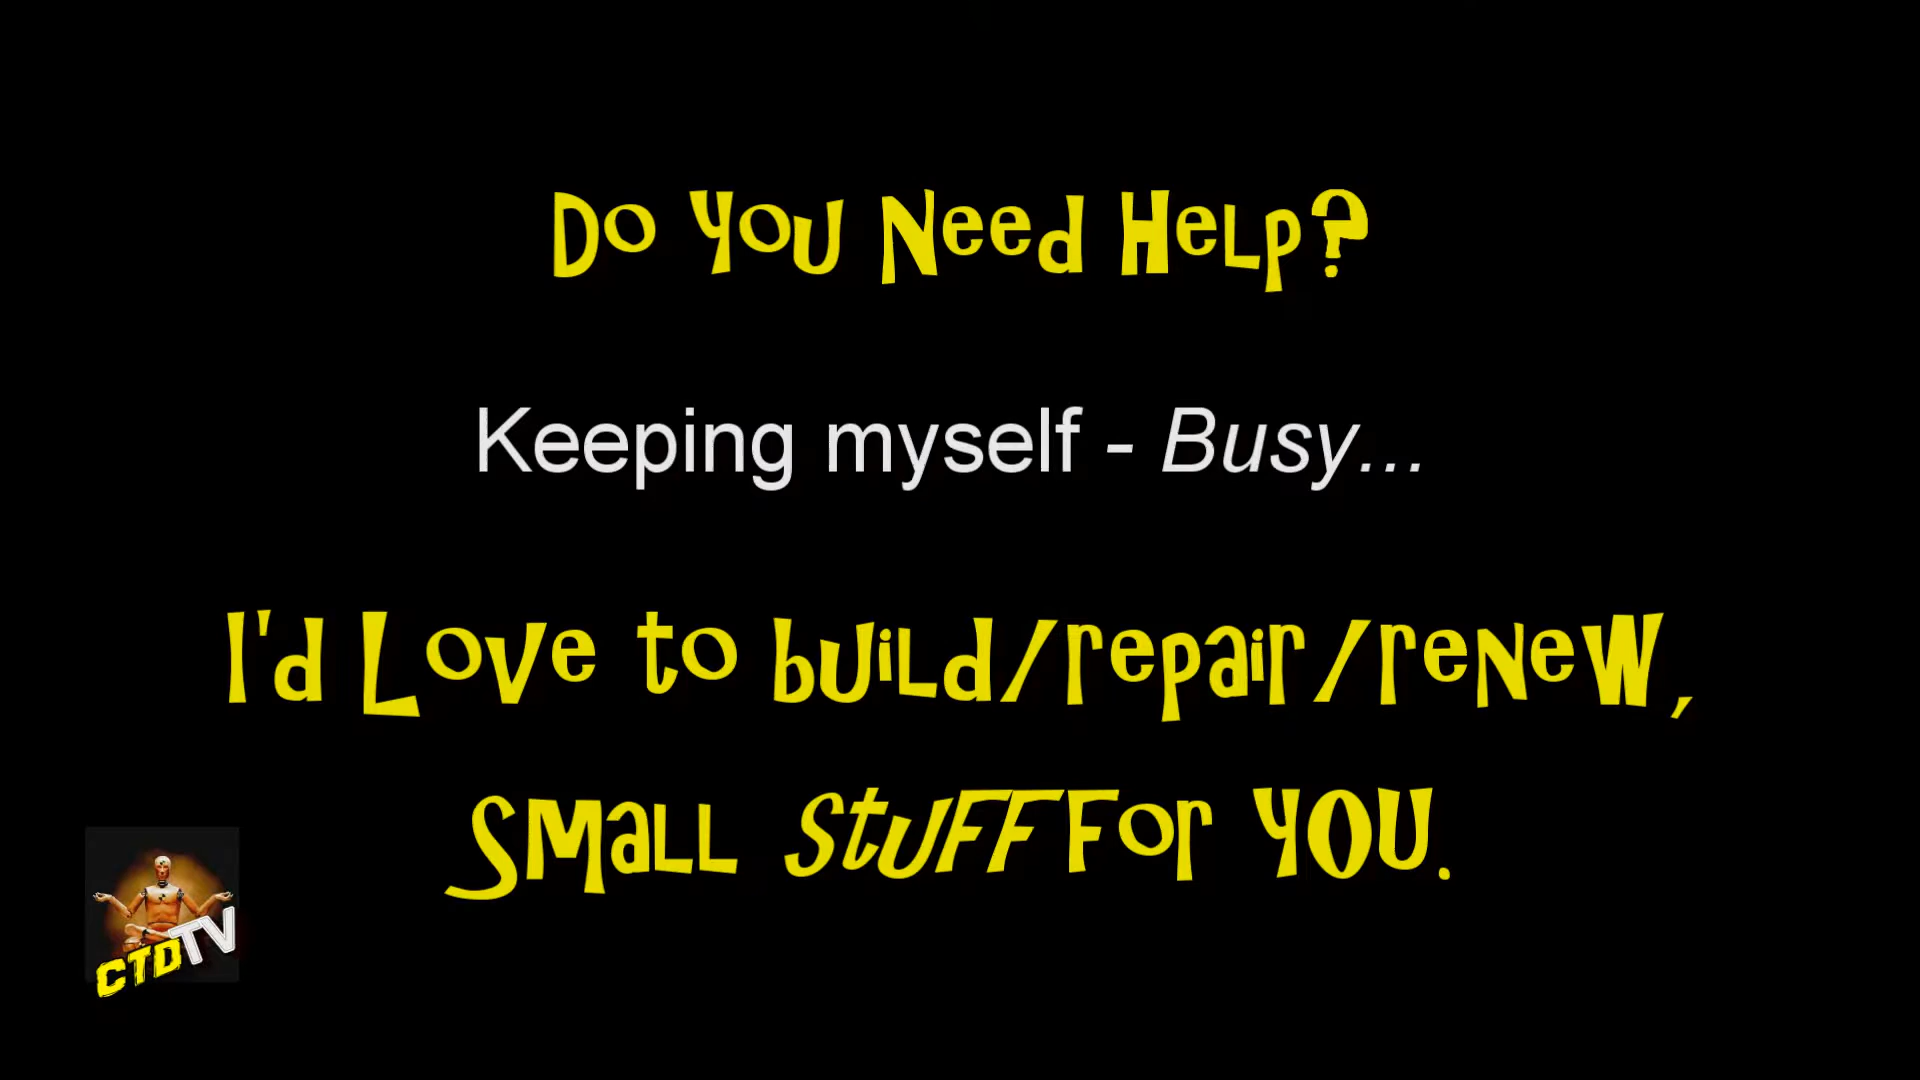 Do You Need Help?
Keeping myself - Busy...
I'd Love to build/repair/renew,
Small Stuff For YOU.
CTDTV